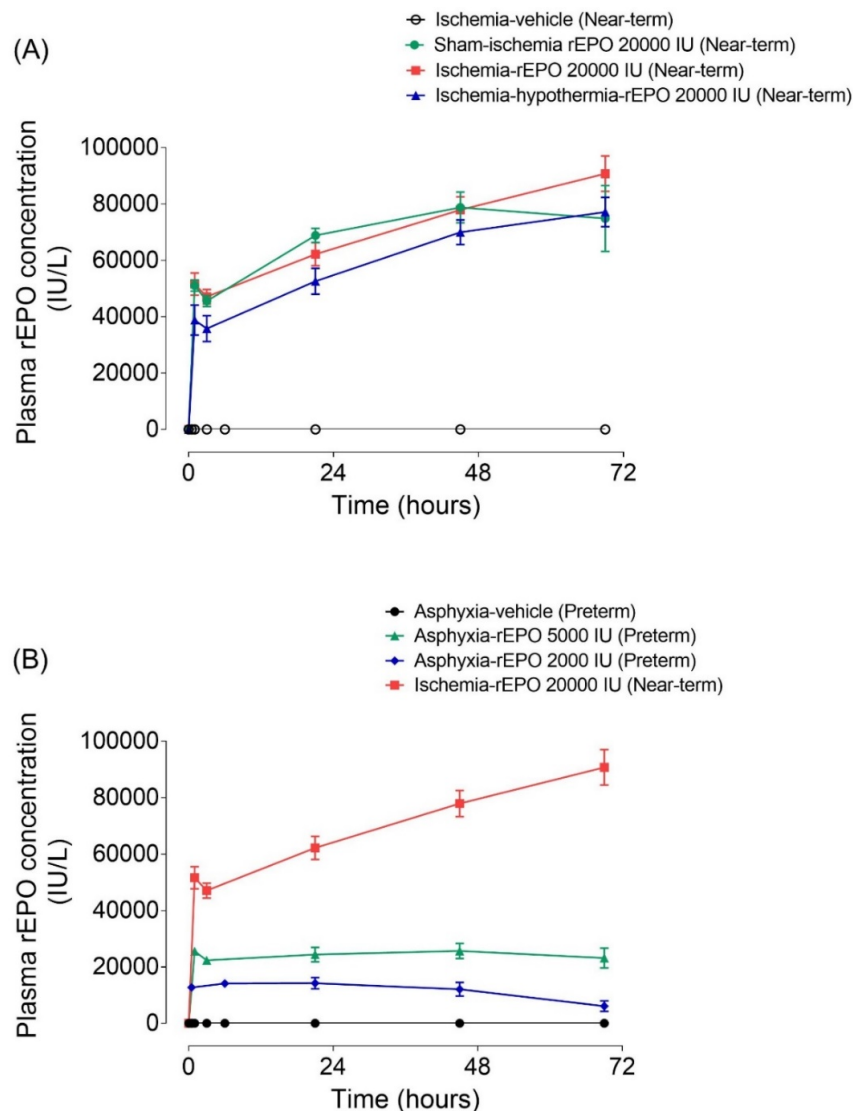 Ischemia-vehicle (Near-term)
Sham-ischemia rEPO 20000 IU (Near-term)
(A)
Ischemia-rEPO 20000 IU (Near-term)
Ischemia-hypothermia-rEPO 20000 IU (Near-term)
Plasma rEPO concentration
(IU/L)
100000
80000
60000
40000
20000
0
0 24 48 72
Time (hours)
Asphyxia-vehicle (Preterm)
Asphyxia-rEPO 5000 IU (Preterm)
(B)
Asphyxia-rEPO 2000 IU (Preterm)
Ischemia-rEPO 20000 IU (Near-term)
Plasma rEPO concentration
(IU/L)
100000
80000
60000
40000
20000
0
0 24 48 72
Time (hours)